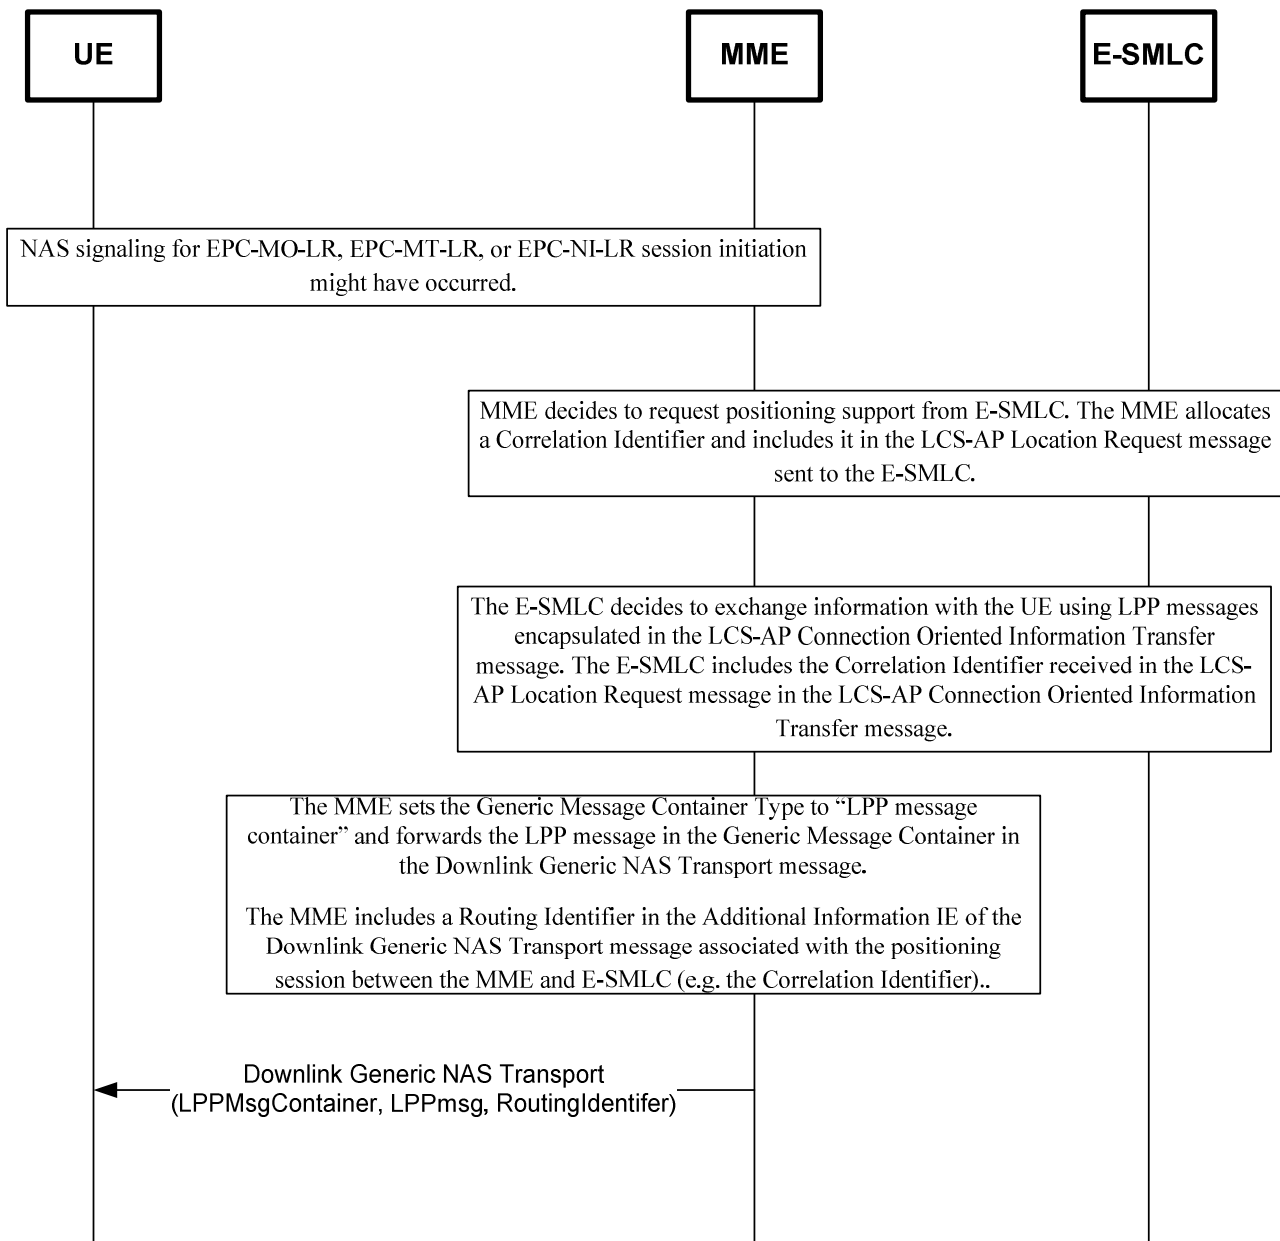 UE
MME
E-SMLC
NAS signaling for EPC-MO-LR, EPC-MT-LR, or EPC-NI-LR session initiation
might have occurred.
MME decides to request positioning support from E-SMLC. The MME allocates
a Correlation Identifier and includes it in the LCS-AP Location Request message
sent to the E-SMLC.
The E-SMLC decides to exchange information with the UE using LPP messages
encapsulated in the LCS-AP Connection Oriented Information Transfer
message. The E-SMLC includes the Correlation Identifier received in the LCS-
AP Location Request message in the LCS-AP Connection Oriented Information
Transfer message.
The MME sets the Generic Message Container Type to “LPP message
container” and forwards the LPP message in the Generic Message Container in
the Downlink Generic NAS Transport message.
The MME includes a Routing Identifier in the Additional Information IE of the
Downlink Generic NAS Transport message associated with the positioning
session between the MME and E-SMLC (e.g. the Correlation Identifier)..
Downlink Generic NAS Transport
(LPPMsgContainer, LPPmsg, RoutingIdentifer)